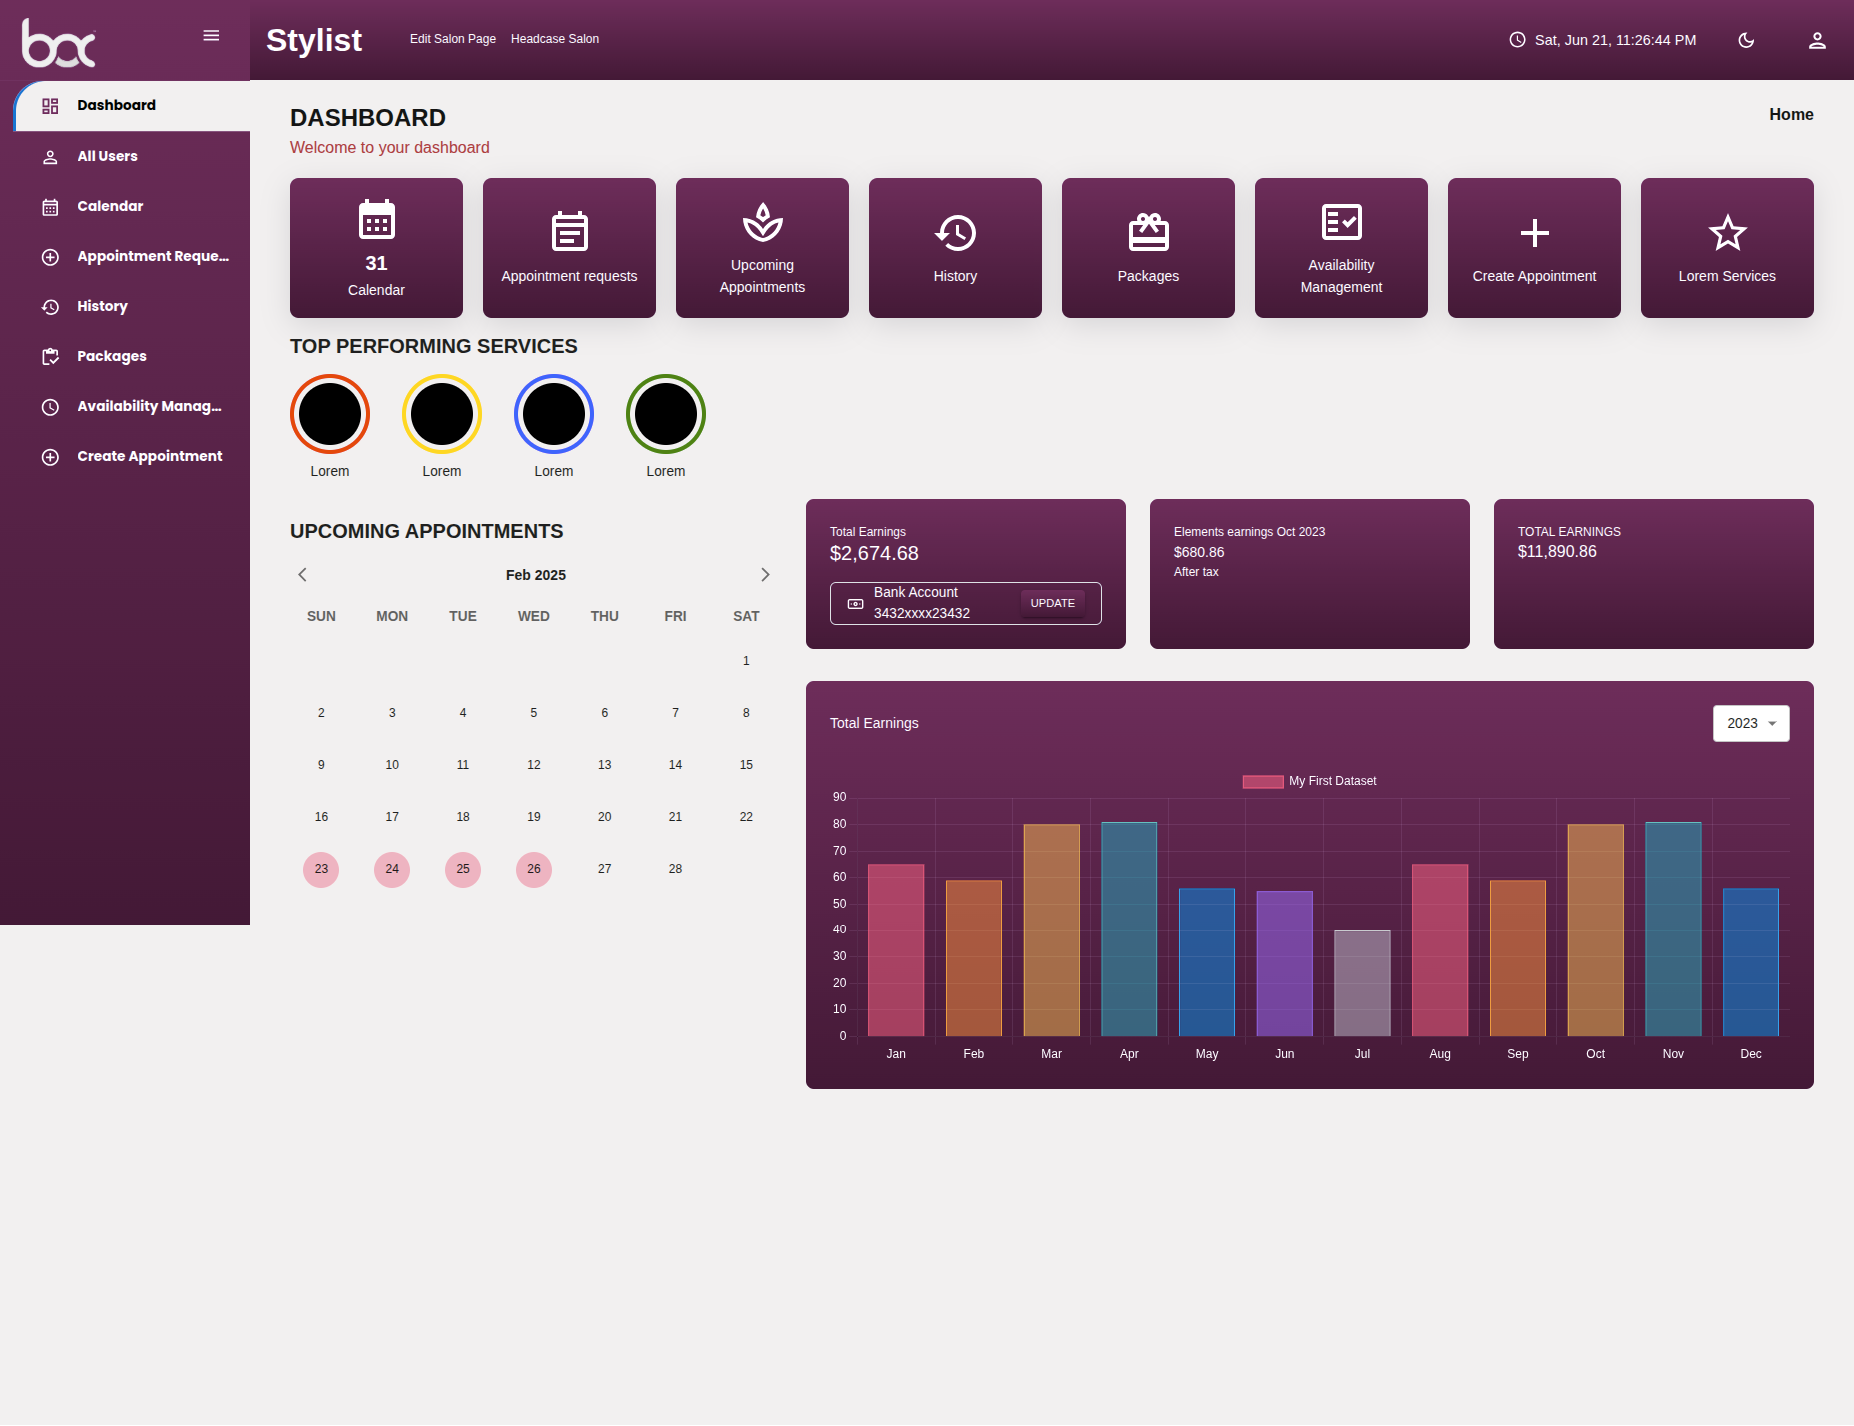 boc
Stylist
Edit Salon Page
Headcase Salon
Sat, Jun 21, 11:26:44 PM
Dashboard
All Users
Calendar
Appointment Reque...
History
Packages
Availability Manag...
Create Appointment
DASHBOARD
Home
Welcome to your dashboard
31
Calendar
Appointment requests
Upcoming
Appointments
History
Packages
Availability
Management
Create Appointment
Lorem Services
TOP PERFORMING SERVICES
Lorem
Lorem
Lorem
Lorem
UPCOMING APPOINTMENTS
Feb 2025
SUN MON TUE WED THU FRI SAT
1
2 3 4 5 6 7 8
9 10 11 12 13 14 15
16 17 18 19 20 21 22
23 24 25 26 27 28
Total Earnings
$2,674.68
Bank Account
3432xxxx23432
UPDATE
Elements earnings Oct 2023
$680.86
After tax
TOTAL EARNINGS
$11,890.86
Total Earnings
2023
My First Dataset
90
80
70
60
50
40
30
20
10
0
Jan Feb Mar Apr May Jun Jul Aug Sep Oct Nov Dec